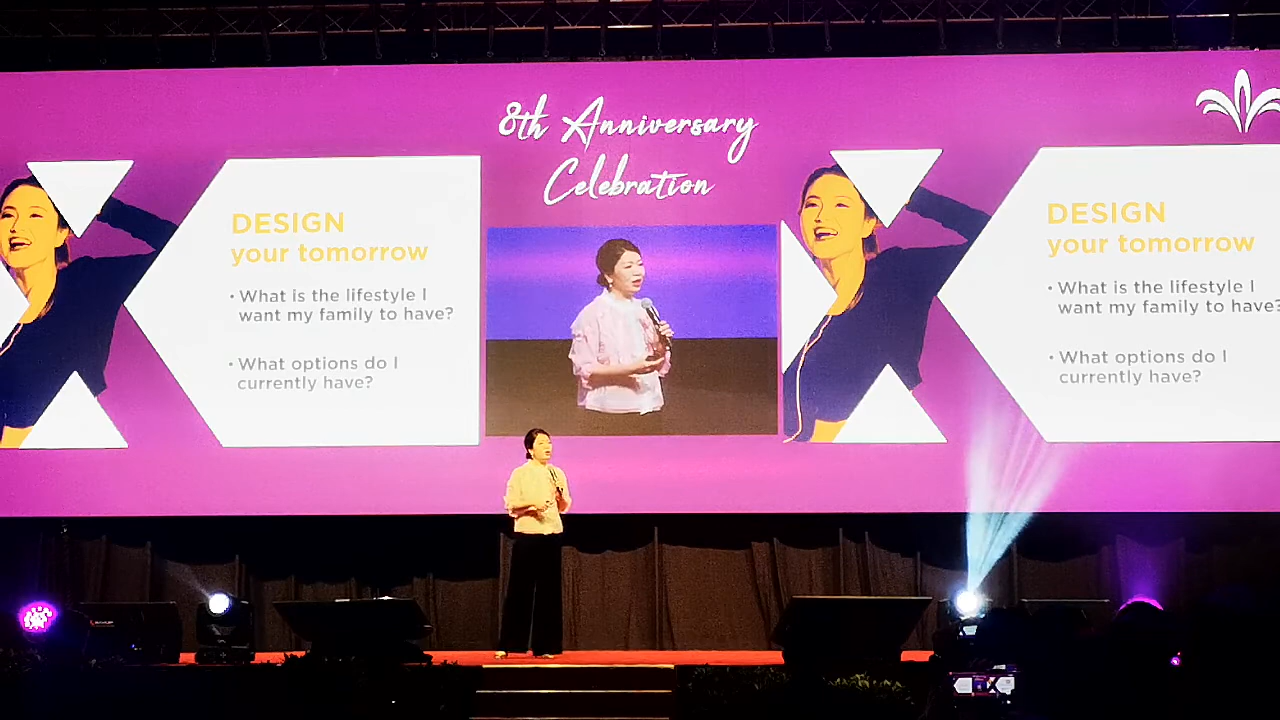 8th Anniversary
Celebration
DESIGN
your tomorrow
• What is the lifestyle I
want my family to have?
• What options do I
currently have?
DESIGN
your tomorrow
• What is the lifestyle I
want my family to have?
• What options do I
currently have?